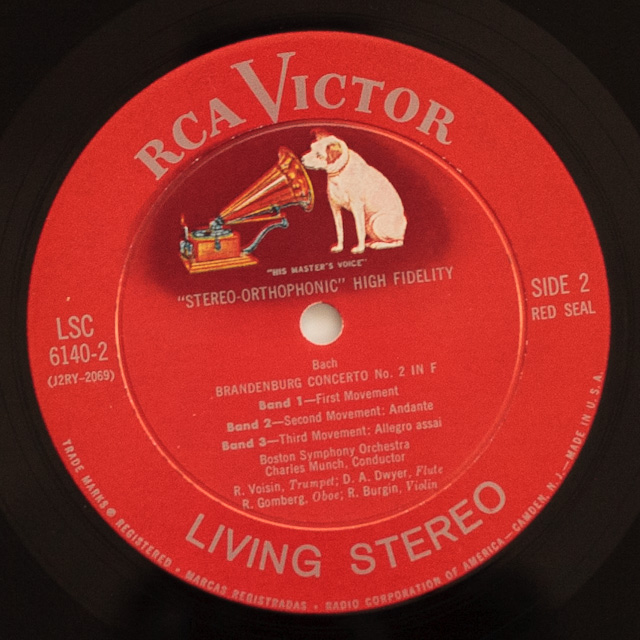 RCA VICTOR
"HIS MASTER'S VOICE"
"STEREO-ORTHOPHONIC" HIGH FIDELITY
LSC
6140-2
(J2RY-2069)
SIDE 2
RED SEAL
Bach
BRANDENBURG CONCERTO No. 2 IN F
Band 1—First Movement
Band 2—Second Movement: Andante
Band 3—Third Movement: Allegro assai
Boston Symphony Orchestra
Charles Munch, Conductor
R. Voisin, Trumpet; D. A. Dwyer, Flute
R. Gomberg, Oboe; R. Burgin, Violin
LIVING STEREO
TRADE MARKS ® REGISTERED • MARCAS REGISTRADAS • RADIO CORPORATION OF AMERICA—CAMDEN, N. J.—MADE IN U.S.A.